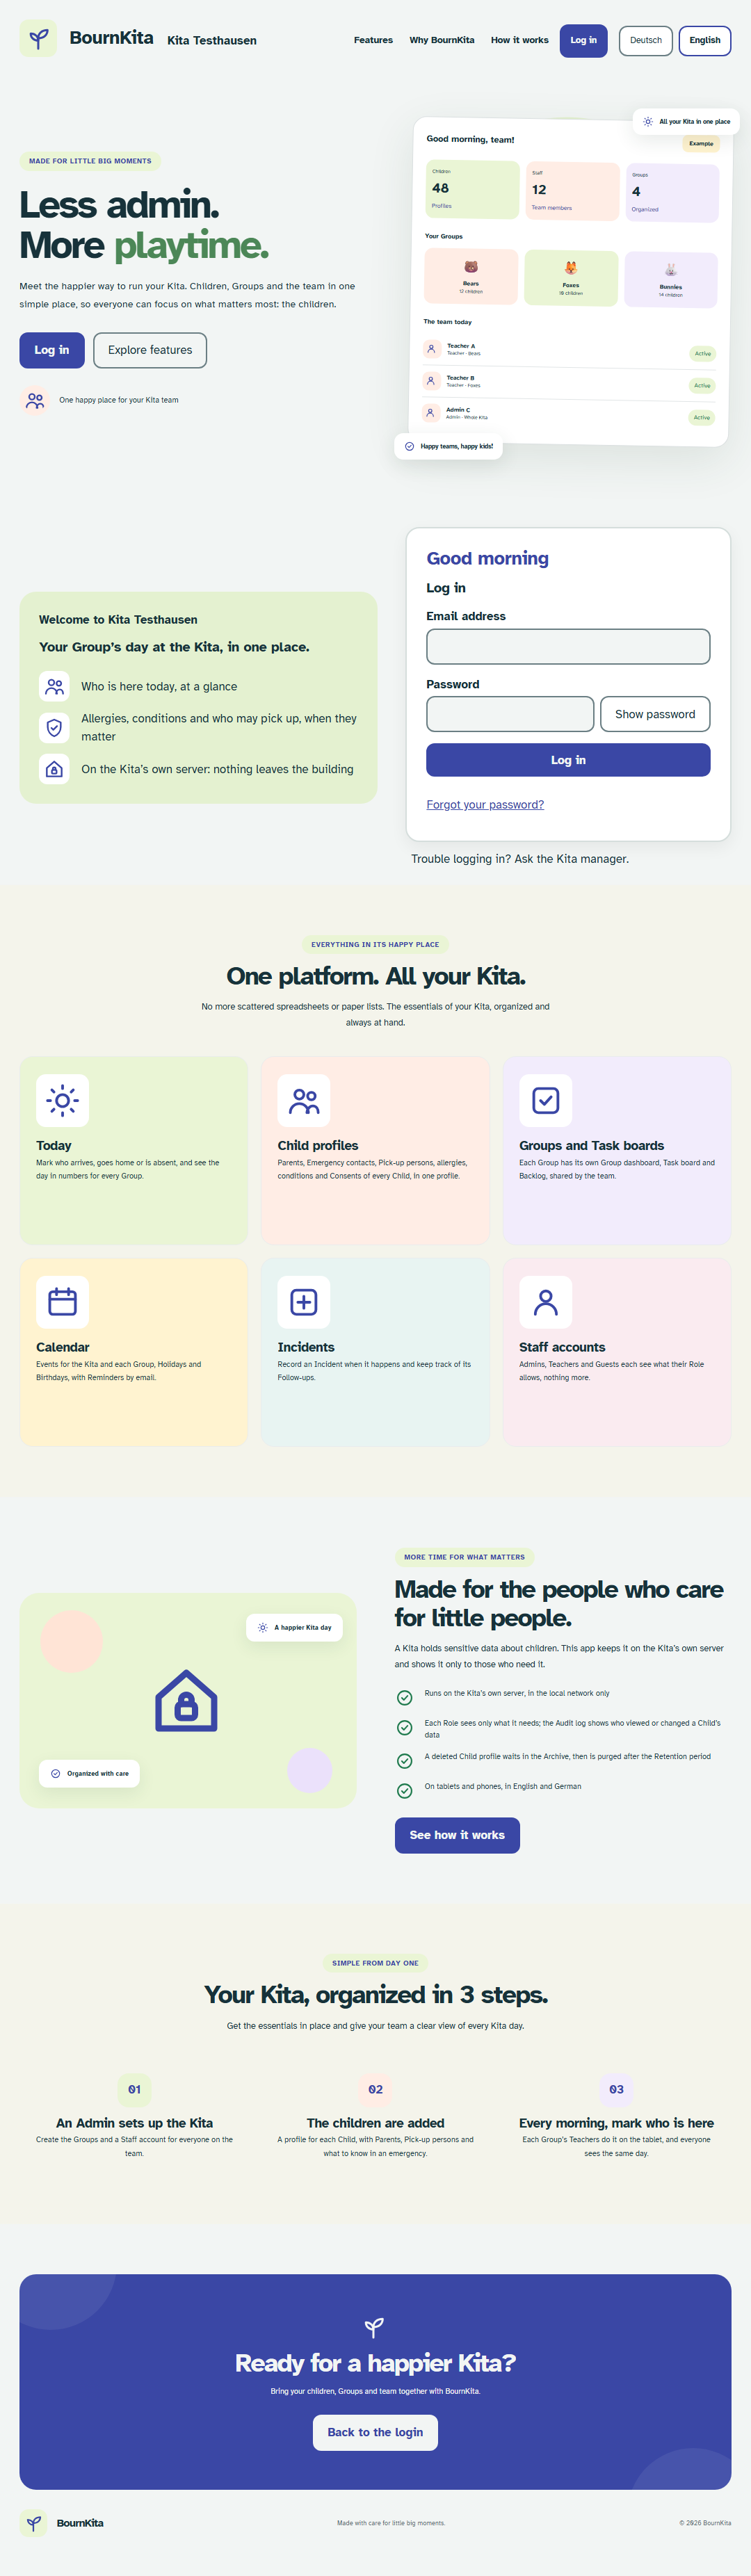 BournKita
Kita Testhausen
Features
Why BournKita
How it works
Log in
Deutsch
English
MADE FOR LITTLE BIG MOMENTS
Less admin.
More playtime.
Meet the happier way to run your Kita. Children, Groups and the team in one
simple place, so everyone can focus on what matters most: the children.
Log in
Explore features
One happy place for your Kita team
All your Kita in one place
Good morning, team!
Example
Children
48
Profiles
Staff
12
Team members
Groups
4
Organized
Your Groups
Bears
12 children
Foxes
18 children
Bunnies
14 children
The team today
Teacher A
Teacher · Bears
Active
Teacher B
Teacher · Foxes
Active
Admin C
Admin · Whole Kita
Active
Happy teams, happy kids!
Welcome to Kita Testhausen
Your Group's day at the Kita, in one place.
Who is here today, at a glance
Allergies, conditions and who may pick up, when they
matter
On the Kita's own server: nothing leaves the building
Good morning
Log in
Email address
Password
Show password
Log in
Forgot your password?
Trouble logging in? Ask the Kita manager.
EVERYTHING IN ITS HAPPY PLACE
One platform. All your Kita.
No more scattered spreadsheets or paper lists. The essentials of your Kita, organized and
always at hand.
Today
Mark who arrives, goes home or is absent, and see the
day in numbers for every Group.
Child profiles
Parents, Emergency contacts, Pick-up persons, allergies,
conditions and Consents of every Child, in one profile.
Groups and Task boards
Each Group has its own Group dashboard, Task board and
Backlog, shared by the team.
Calendar
Events for the Kita and each Group, Holidays and
Birthdays, with Reminders by email.
Incidents
Record an Incident when it happens and keep track of its
Follow-ups.
Staff accounts
Admins, Teachers and Guests each see what their Role
allows, nothing more.
A happier Kita day
Organized with care
MORE TIME FOR WHAT MATTERS
Made for the people who care
for little people.
A Kita holds sensitive data about children. This app keeps it on the Kita's own server
and shows it only to those who need it.
Runs on the Kita's own server, in the local network only
Each Role sees only what it needs; the Audit log shows who viewed or changed a Child's
data
A deleted Child profile waits in the Archive, then is purged after the Retention period
On tablets and phones, in English and German
See how it works
SIMPLE FROM DAY ONE
Your Kita, organized in 3 steps.
Get the essentials in place and give your team a clear view of every Kita day.
01
An Admin sets up the Kita
Create the Groups and a Staff account for everyone on the
team.
02
The children are added
A profile for each Child, with Parents, Pick-up persons and
what to know in an emergency.
03
Every morning, mark who is here
Each Group's Teachers do it on the tablet, and everyone
sees the same day.
Ready for a happier Kita?
Bring your children, Groups and team together with BournKita.
Back to the login
BournKita
Made with care for little big moments.
© 2026 BournKita